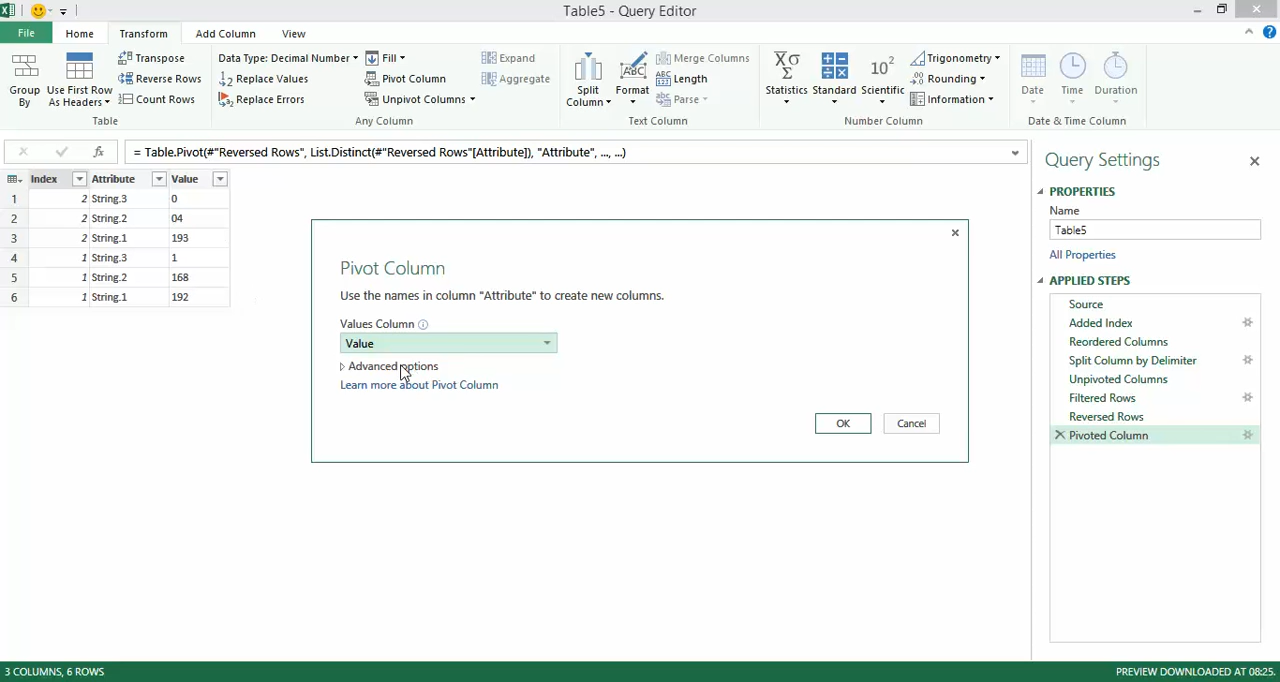 Table5 - Query Editor
File Home Transform Add Column View
Group By
Use First Row As Headers
Transpose
Reverse Rows
Count Rows
Table
Data Type: Decimal Number
Replace Values
Replace Errors
Fill
Pivot Column
Unpivot Columns
Any Column
Expand
Aggregate
Split Column
ABC
Format
Merge Columns
ABC
Length
Parse
Text Column
XΣ
σ
Statistics
Standard
10²
Scientific
Trigonometry
.00 Rounding
Information
Number Column
Date
Time
Duration
Date & Time Column
fx = Table.Pivot(#"Reversed Rows", List.Distinct(#"Reversed Rows"[Attribute]), "Attribute", ..., ...)
Index Attribute Value
1 2 String.3 0
2 2 String.2 04
3 2 String.1 193
4 1 String.3 1
5 1 String.2 168
6 1 String.1 192
Pivot Column
Use the names in column "Attribute" to create new columns.
Values Column
Value
Advanced options
Learn more about Pivot Column
OK Cancel
Query Settings
PROPERTIES
Name
Table5
All Properties
APPLIED STEPS
Source
Added Index
Reordered Columns
Split Column by Delimiter
Unpivoted Columns
Filtered Rows
Reversed Rows
Pivoted Column
3 COLUMNS, 6 ROWS
PREVIEW DOWNLOADED AT 08:25.